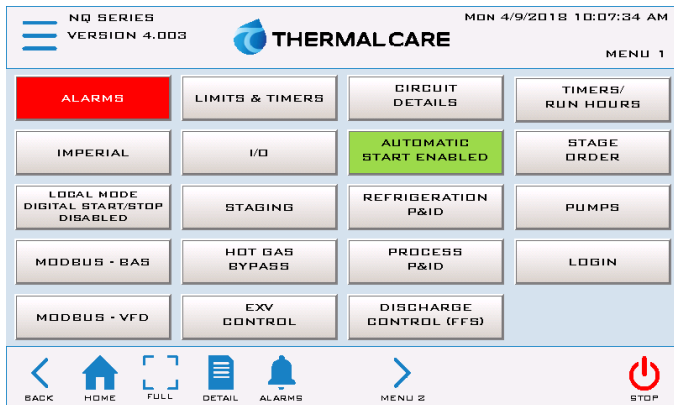 NQ SERIES
VERSION 4.003
THERMALCARE
MON 4/9/2018 10:07:34 AM
MENU 1
ALARMS
LIMITS & TIMERS
CIRCUIT
DETAILS
TIMERS/
RUN HOURS
IMPERIAL
I/O
AUTOMATIC
START ENABLED
STAGE
ORDER
LOCAL MODE
DIGITAL START/STOP
DISABLED
STAGING
REFRIGERATION
P&ID
PUMPS
MODBUS - BAS
HOT GAS
BYPASS
PROCESS
P&ID
LOGIN
MODBUS - VFD
EXV
CONTROL
DISCHARGE
CONTROL (FFS)
BACK
HOME
FULL
DETAIL
ALARMS
MENU 2
STOP